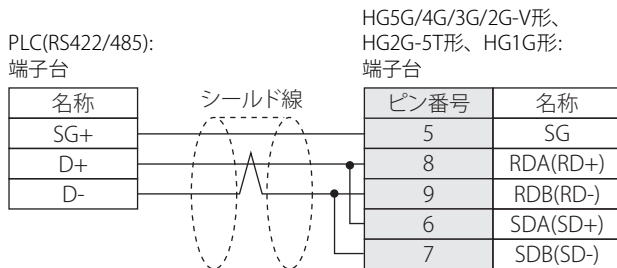 PLC(RS422/485):
端子台
HG5G/4G/3G/2G-V形、
HG2G-5T形、HG1G形:
端子台
名称
シールド線
ピン番号
名称
SG+
5
SG
D+
8
RDA(RD+)
D-
9
RDB(RD-)
6
SDA(SD+)
7
SDB(SD-)